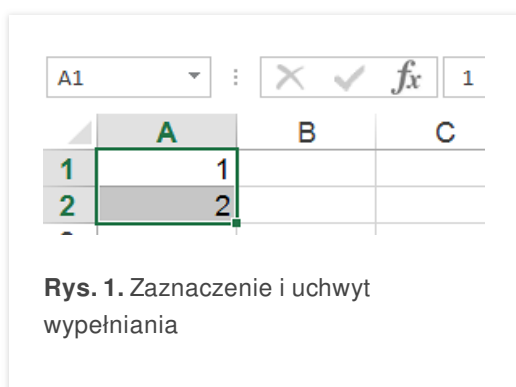 A1 fx 1
A B C
1 1
2 2
Rys. 1. Zaznaczenie i uchwyt
wypełniania